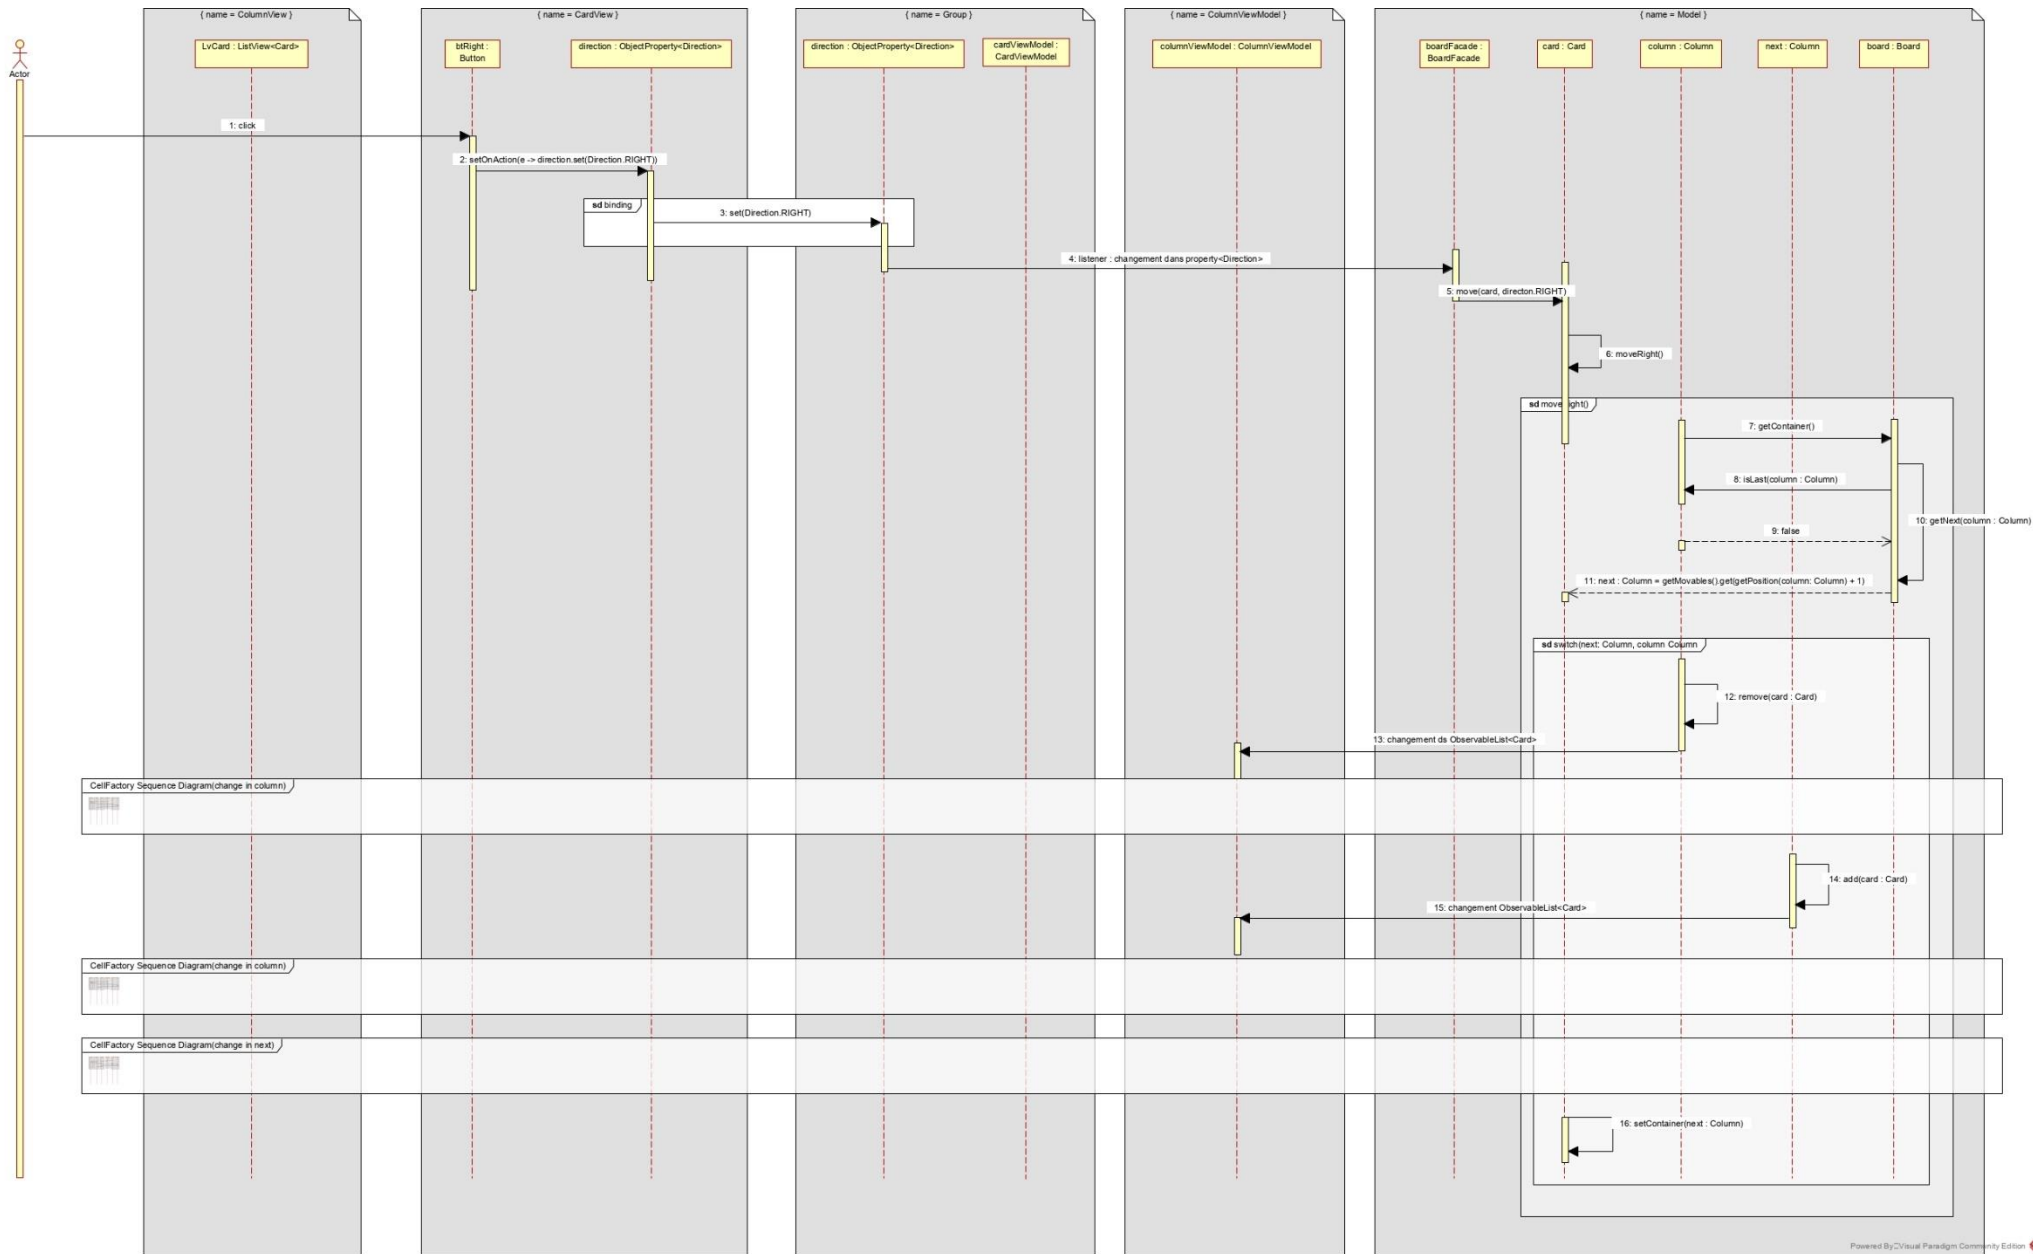 { name = ColumnView }
{ name = CardView }
{ name = Group }
{ name = ColumnViewModel }
{ name = Model }
Actor
LvCard : ListView<Card>
btRight :
Button
direction : ObjectProperty<Direction>
direction : ObjectProperty<Direction>
cardViewModel :
CardViewModel
columnViewModel : ColumnViewModel
boardFacade :
BoardFacade
card : Card
column : Column
next : Column
board : Board
1: click
2: setOnAction(e -> direction.set(Direction.RIGHT))
sd binding
3: set(Direction.RIGHT)
4: listener : changement dans property<Direction>
5: move(card, directon.RIGHT)
6: moveRight()
sd moveRight()
7: getContainer()
8: isLast(column : Column)
10: getNext(column : Column)
9: false
11: next : Column = getMovables().get(getPosition(column: Column) + 1)
sd switch(next: Column, column Column
12: remove(card : Card)
13: changement ds ObservableList<Card>
CellFactory Sequence Diagram(change in column)
14: add(card : Card)
15: changement ObservableList<Card>
CellFactory Sequence Diagram(change in column)
CellFactory Sequence Diagram(change in next)
16: setContainer(next : Column)
Powered By Visual Paradigm Community Edition